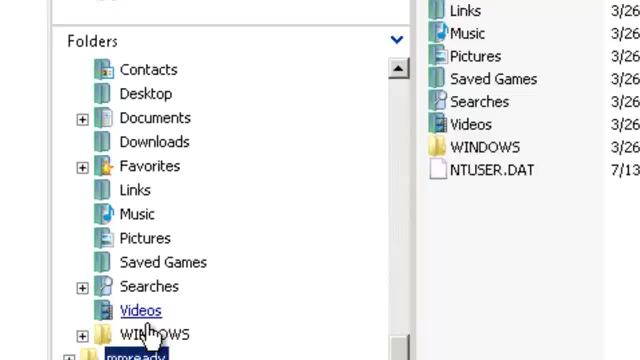 Folders
Contacts
Desktop
Documents
Downloads
Favorites
Links
Music
Pictures
Saved Games
Searches
Videos
WINDOWS
mmready
Links 3/26
Music 3/26
Pictures 3/26
Saved Games 3/26
Searches 3/26
Videos 3/26
WINDOWS 3/26
NTUSER.DAT 7/13